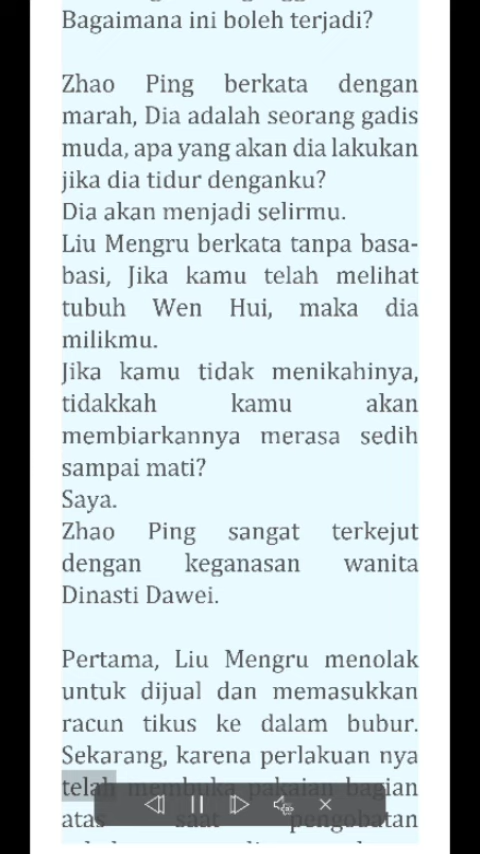 Bagaimana ini boleh terjadi?
Zhao Ping berkata dengan
marah, Dia adalah seorang gadis
muda, apa yang akan dia lakukan
jika dia tidur denganku?
Dia akan menjadi selirmu.
Liu Mengru berkata tanpa basa-
basi, Jika kamu telah melihat
tubuh Wen Hui, maka dia
milikmu.
Jika kamu tidak menikahinya,
tidakkah kamu akan
membiarkannya merasa sedih
sampai mati?
Saya.
Zhao Ping sangat terkejut
dengan keganasan wanita
Dinasti Dawei.
Pertama, Liu Mengru menolak
untuk dijual dan memasukkan
racun tikus ke dalam bubur.
Sekarang, karena perlakuan nya
telah membuka pakaian bagian
atas saat pengobatan